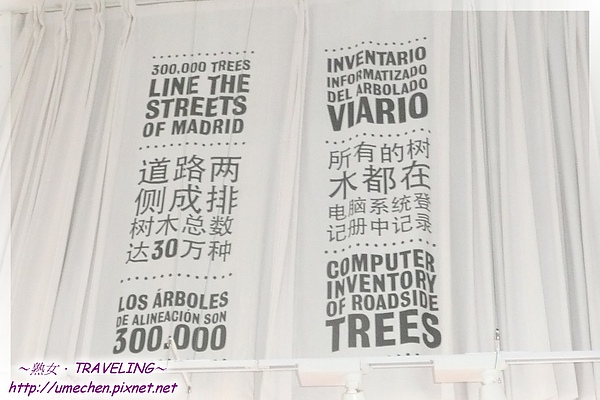 300,000 TREES
LINE THE
STREETS
OF MADRID
道路两
侧成排
树木总数
达30万种
LOS ÁRBOLES
DE ALINEACIÓN SON
300.000
INVENTARIO
INFORMATIZADO
DEL ARBOLADO
VIARIO
所有的树
木都在
电脑系统登
记册中记录
COMPUTER
INVENTORY
OF ROADSIDE
TREES
～熟女．TRAVELING～
http://umechen.pixnet.net